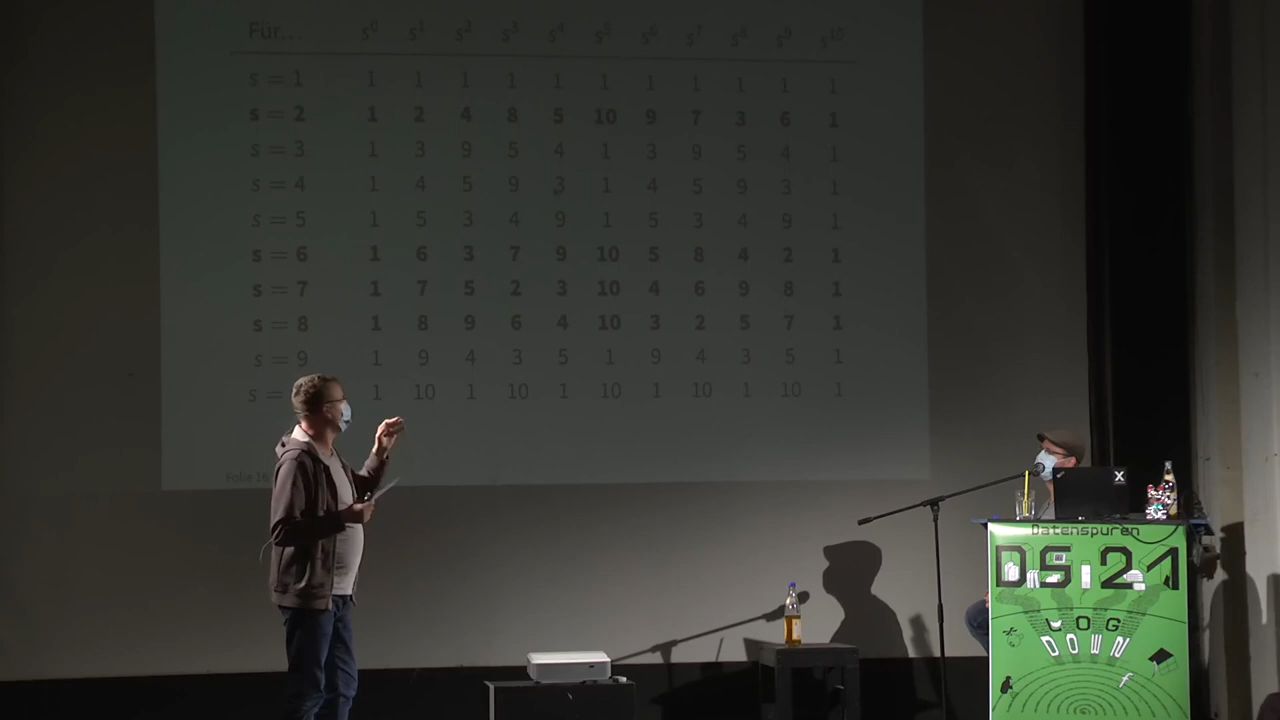 Für... s⁰ s¹ s² s³ s⁴ s⁵ s⁶ s⁷ s⁸ s⁹ s¹⁰
s = 1 1 1 1 1 1 1 1 1 1 1 1
s = 2 1 2 4 8 5 10 9 7 3 6 1
s = 3 1 3 9 5 4 1 3 9 5 4 1
s = 4 1 4 5 9 3 1 4 5 9 3 1
s = 5 1 5 3 4 9 1 5 3 4 9 1
s = 6 1 6 3 7 9 10 5 8 4 2 1
s = 7 1 7 5 2 3 10 4 6 9 8 1
s = 8 1 8 9 6 4 10 3 2 5 7 1
s = 9 1 9 4 3 5 1 9 4 3 5 1
s = 1 10 1 10 1 10 1 10 1 10 1
Folie 16
X
Datenspuren
DS:21
LOG
DOWN